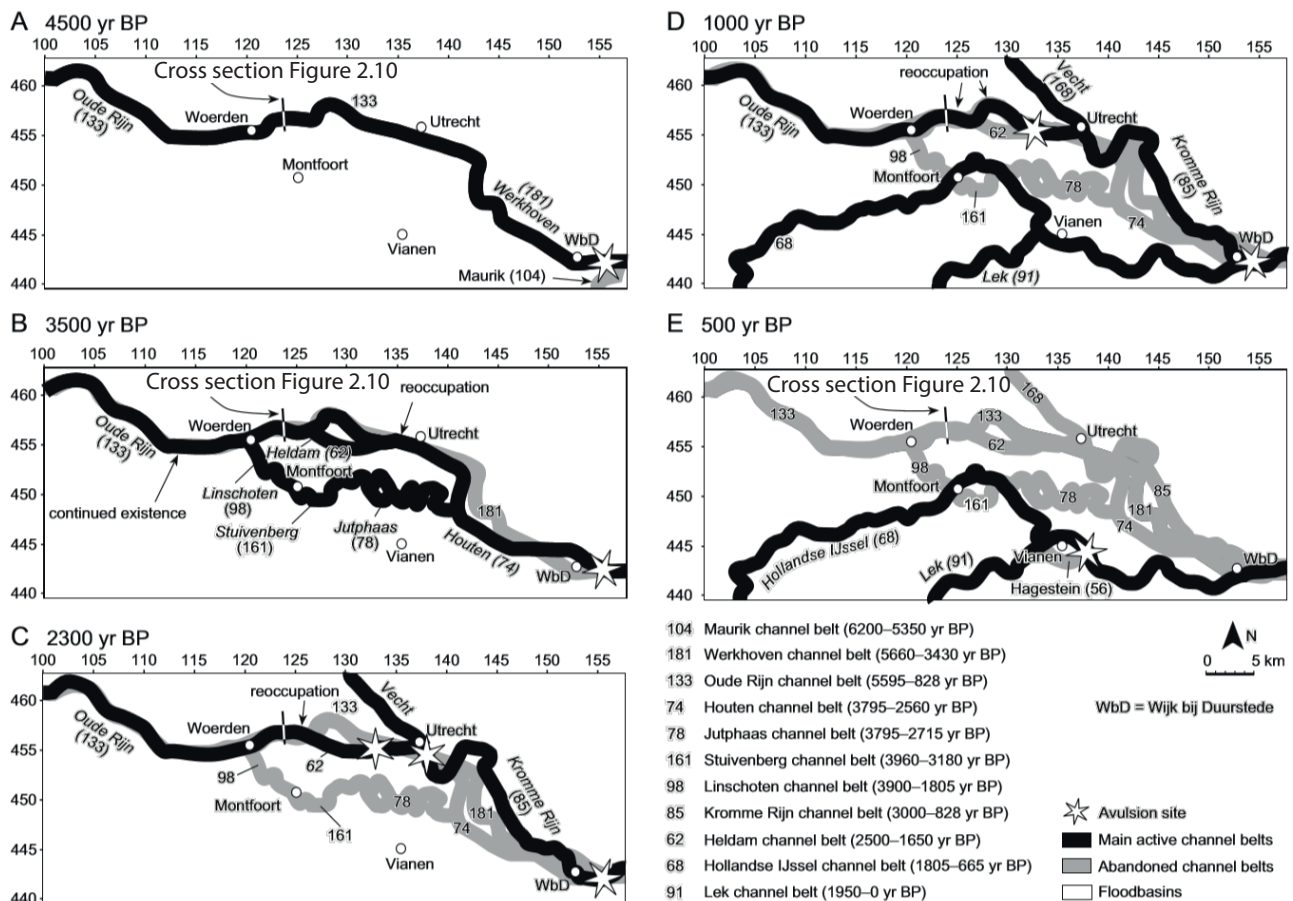 A 4500 yr BP
100 105 110 115 120 125 130 135 140 145 150 155
460
455
450
445
440
Cross section Figure 2.10
Oude Rijn
(133)
Woerden
133
Utrecht
Montfoort
(181)
Werkhoven
Vianen
WbD
Maurik (104)
B 3500 yr BP
100 105 110 115 120 125 130 135 140 145 150 155
460
455
450
445
440
Cross section Figure 2.10
reoccupation
Oude Rijn
(133)
Woerden
Utrecht
Heldam (62)
Montfoort
continued existence
Linschoten
(98)
Stuivenberg
(161)
Jutphaas
(78)
181
Houten (74)
Vianen
WbD
C 2300 yr BP
100 105 110 115 120 125 130 135 140 145 150 155
460
455
450
445
440
reoccupation
Vecht
Oude Rijn
(133)
Woerden
133
Utrecht
62
98
Montfoort
161
78
74
181
Kromme Rijn
(85)
Vianen
WbD
D 1000 yr BP
100 105 110 115 120 125 130 135 140 145 150 155
460
455
450
445
440
reoccupation
Vecht
(168)
Oude Rijn
(133)
Woerden
62
Utrecht
98
Montfoort
161
78
74
Kromme Rijn
(85)
68
Vianen
WbD
Lek (91)
E 500 yr BP
100 105 110 115 120 125 130 135 140 145 150 155
460
455
450
445
440
Cross section Figure 2.10
168
133
Woerden
133
62
Utrecht
98
Montfoort
161
78
74
181
85
Hollandse IJssel (68)
Vianen
WbD
Lek (91)
Hagestein (56)
104 Maurik channel belt (6200–5350 yr BP)
181 Werkhoven channel belt (5660–3430 yr BP)
133 Oude Rijn channel belt (5595–828 yr BP)
74 Houten channel belt (3795–2560 yr BP)
78 Jutphaas channel belt (3795–2715 yr BP)
161 Stuivenberg channel belt (3960–3180 yr BP)
98 Linschoten channel belt (3900–1805 yr BP)
85 Kromme Rijn channel belt (3000–828 yr BP)
62 Heldam channel belt (2500–1650 yr BP)
68 Hollandse IJssel channel belt (1805–665 yr BP)
91 Lek channel belt (1950–0 yr BP)
N
0 5 km
WbD = Wijk bij Duurstede
Avulsion site
Main active channel belts
Abandoned channel belts
Floodbasins